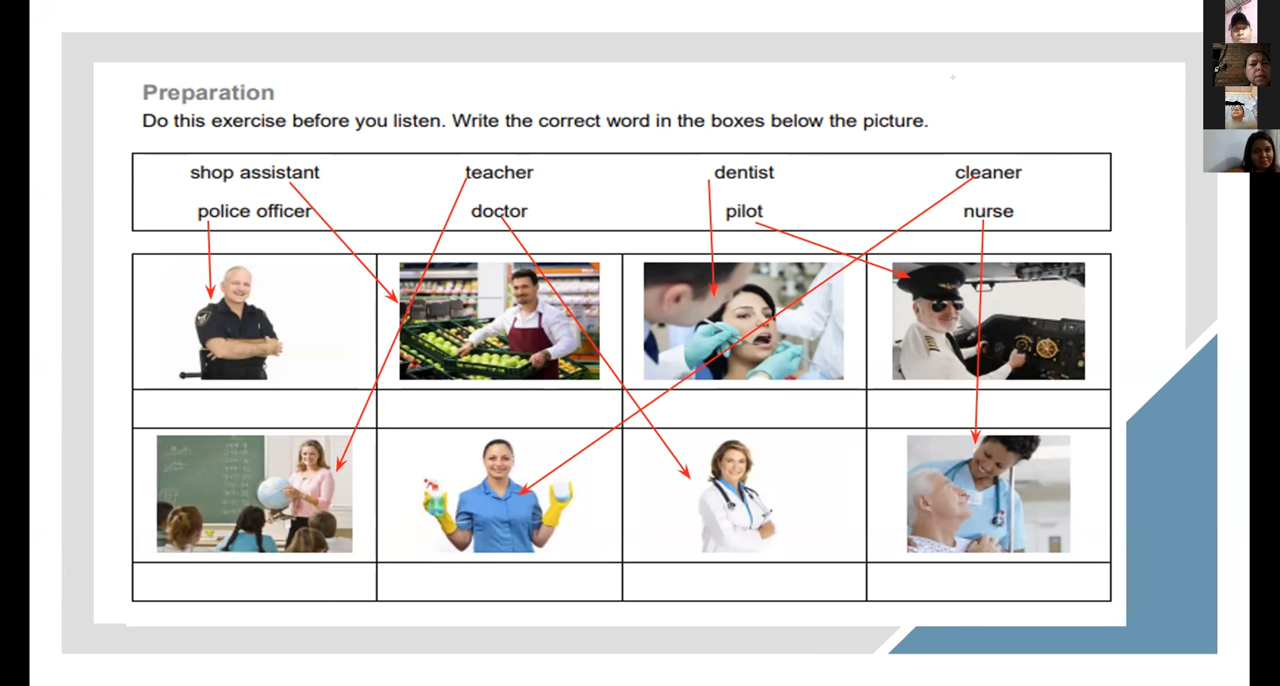 Preparation
Do this exercise before you listen. Write the correct word in the boxes below the picture.
shop assistant teacher dentist cleaner
police officer doctor pilot nurse